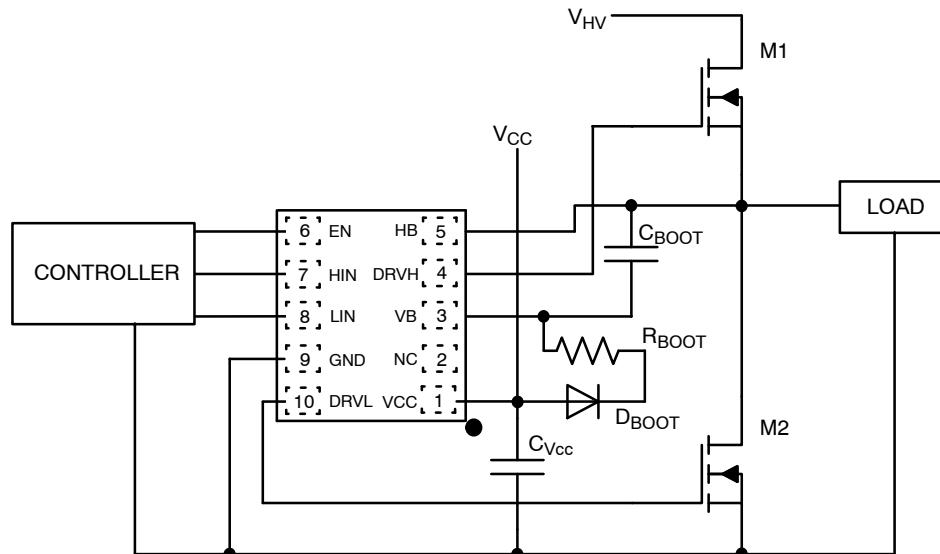 V_HV
M1
V_CC
LOAD
6 EN HB 5
C_BOOT
CONTROLLER
7 HIN DRVH 4
8 LIN VB 3
R_BOOT
9 GND NC 2
10 DRVL VCC 1
D_BOOT
M2
C_Vcc